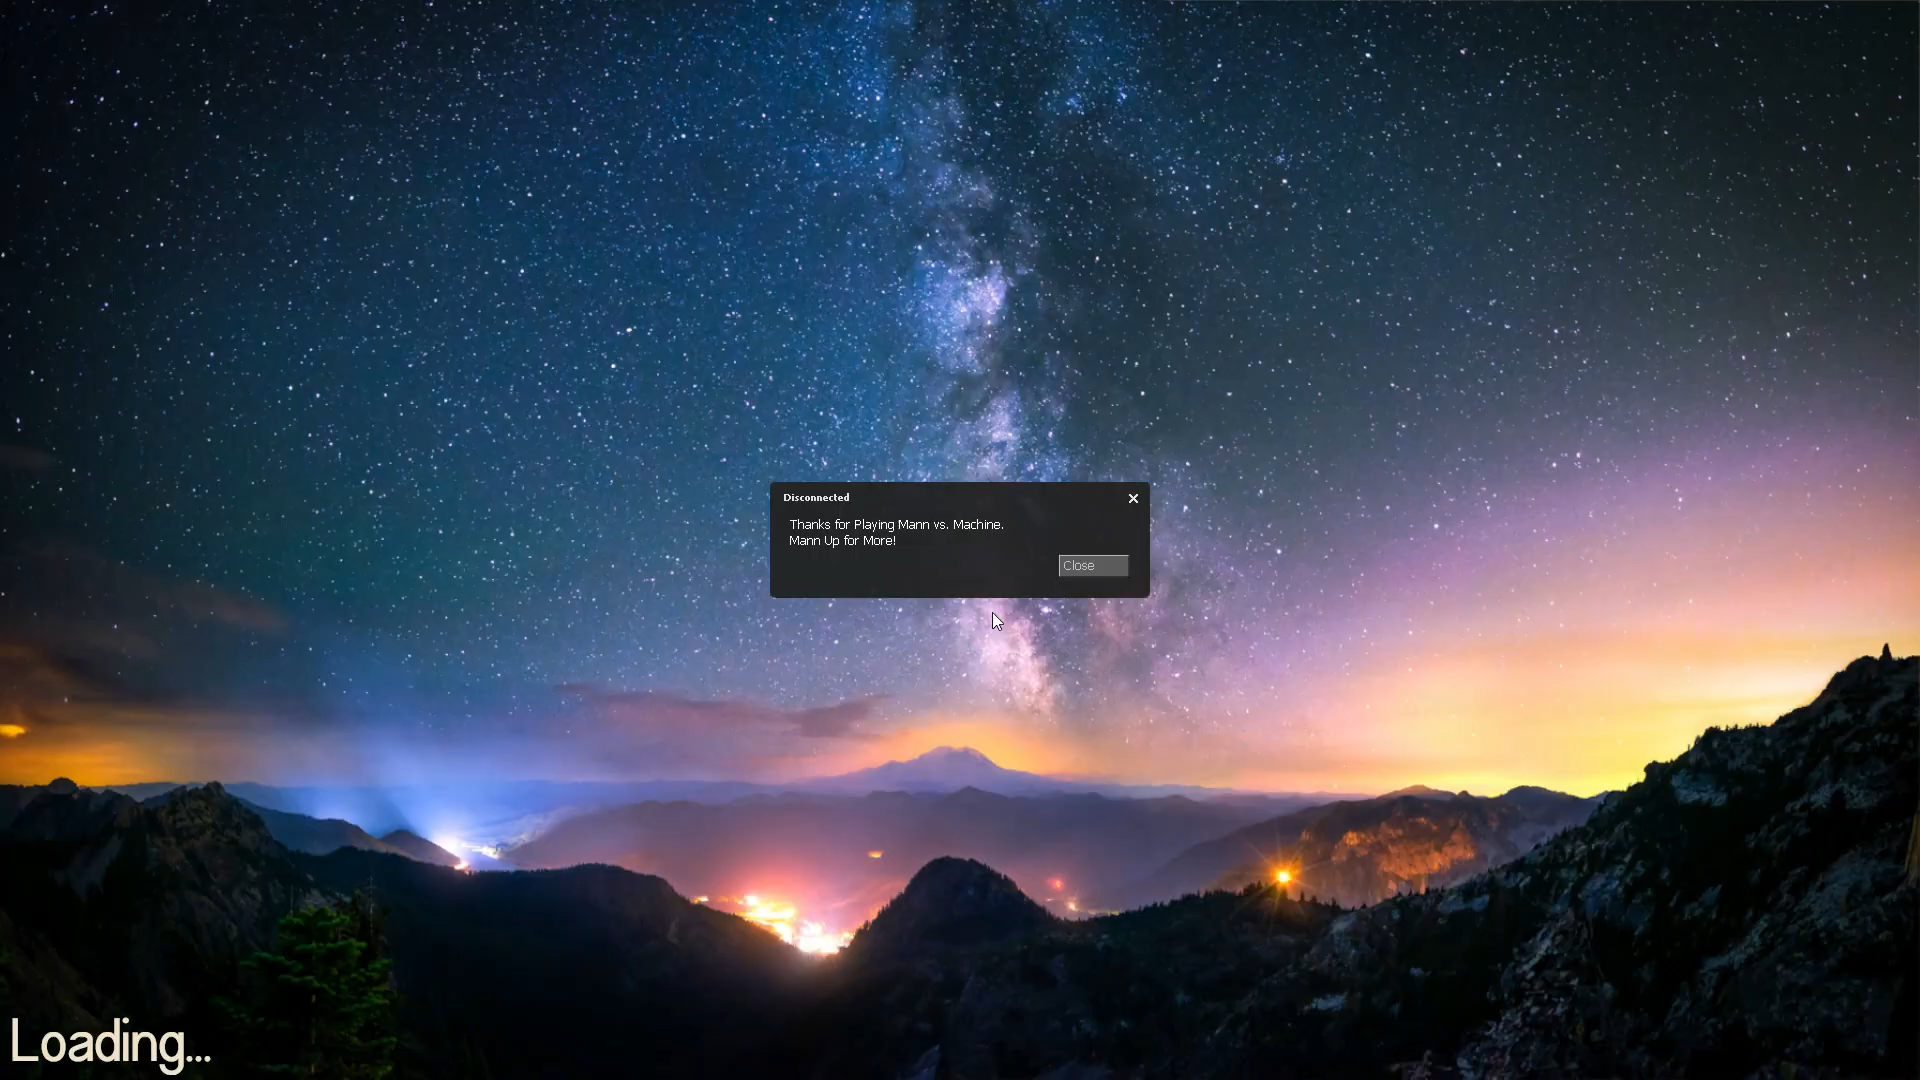 Disconnected
Thanks for Playing Mann vs. Machine.
Mann Up for More!
Close
Loading...